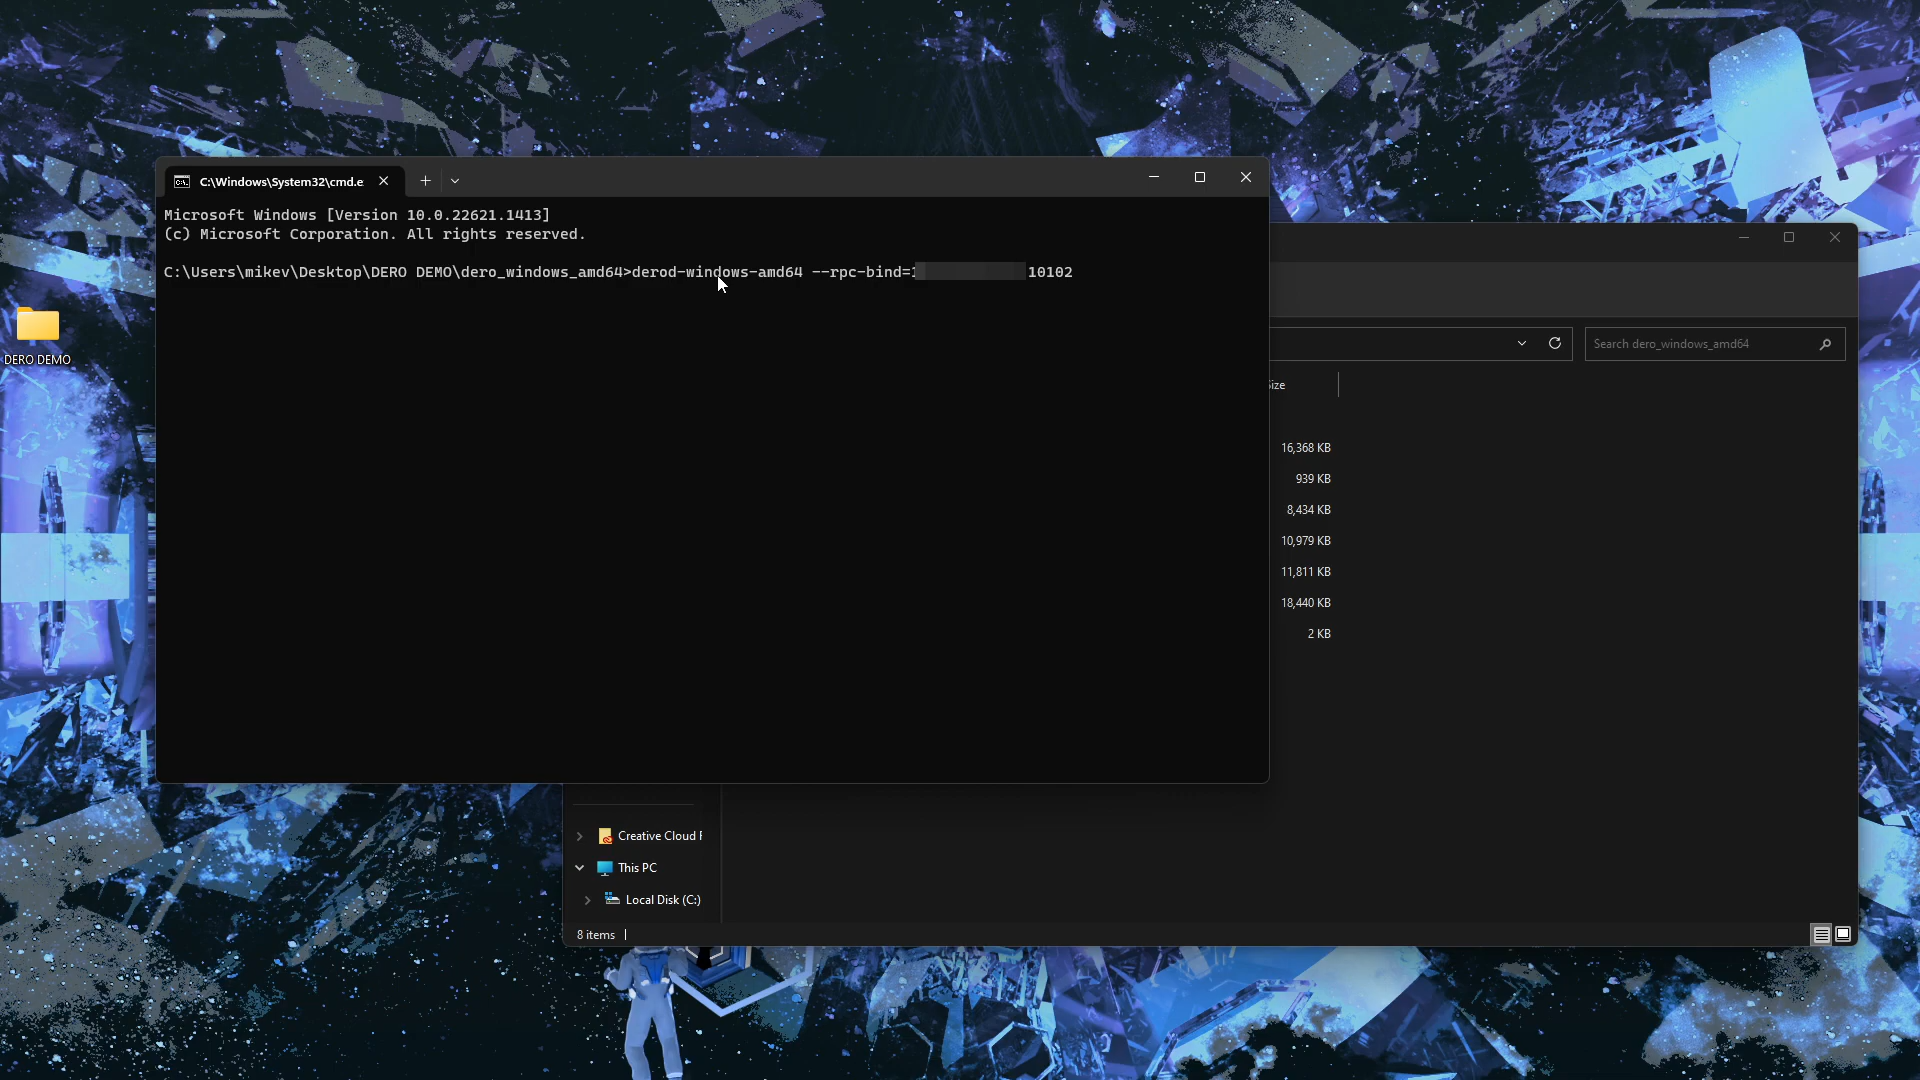 C:\Windows\System32\cmd.e
Microsoft Windows [Version 10.0.22621.1413]
(c) Microsoft Corporation. All rights reserved.
C:\Users\mikev\Desktop\DERO DEMO\dero_windows_amd64>derod-windows-amd64 --rpc-bind=1 10102
DERO DEMO
Search dero_windows_amd64
ize
16,368 KB
939 KB
8,434 KB
10,979 KB
11,811 KB
18,440 KB
2 KB
Creative Cloud F
This PC
Local Disk (C:)
8 items